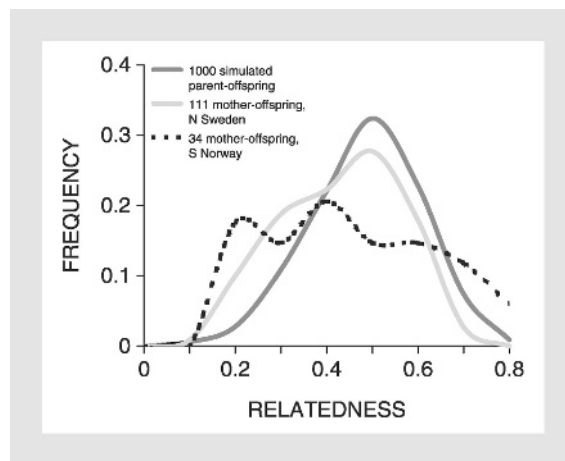 0.4
0.3
0.2
0.1
0
FREQUENCY
1000 simulated
parent-offspring
111 mother-offspring,
N Sweden
34 mother-offspring,
S Norway
0 0.2 0.4 0.6 0.8
RELATEDNESS